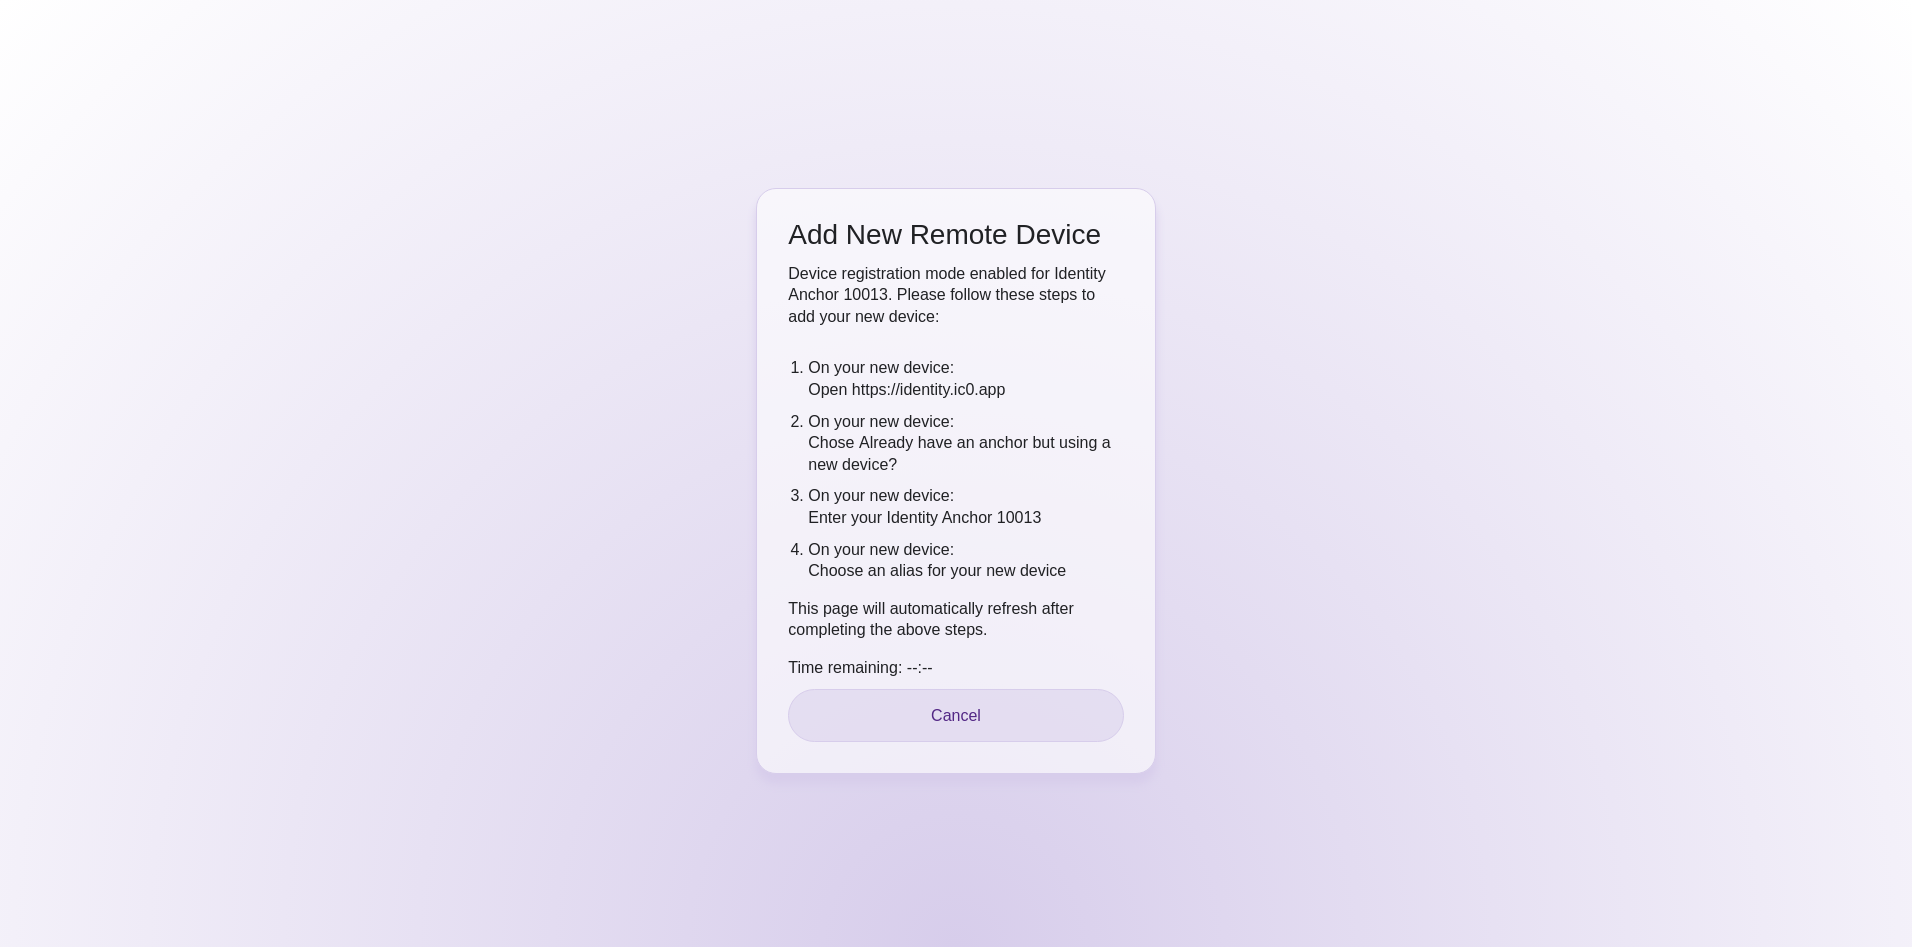 Add New Remote Device
Device registration mode enabled for Identity
Anchor 10013. Please follow these steps to
add your new device:
1. On your new device:
Open https://identity.ic0.app
2. On your new device:
Chose Already have an anchor but using a
new device?
3. On your new device:
Enter your Identity Anchor 10013
4. On your new device:
Choose an alias for your new device
This page will automatically refresh after
completing the above steps.
Time remaining: --:--
Cancel